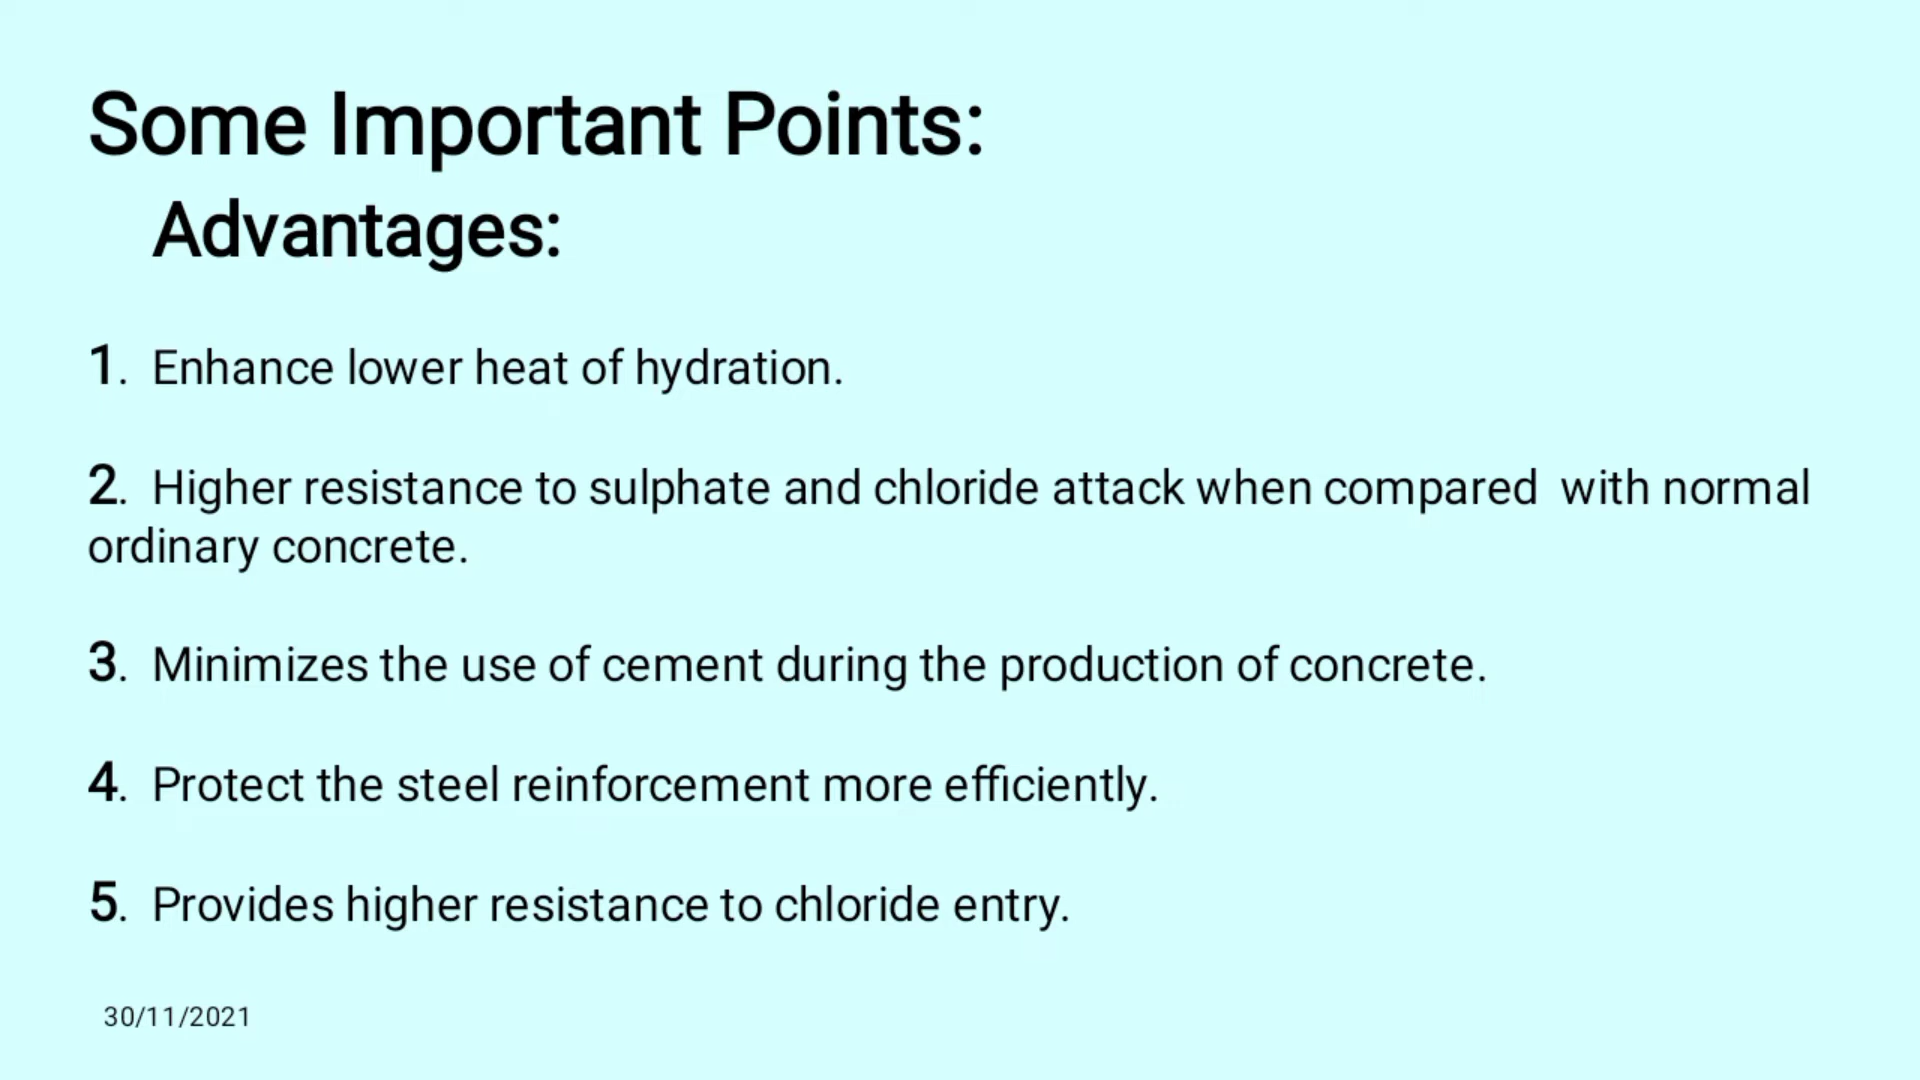 Some Important Points:
Advantages:
1. Enhance lower heat of hydration.
2. Higher resistance to sulphate and chloride attack when compared with normal
ordinary concrete.
3. Minimizes the use of cement during the production of concrete.
4. Protect the steel reinforcement more efficiently.
5. Provides higher resistance to chloride entry.
30/11/2021